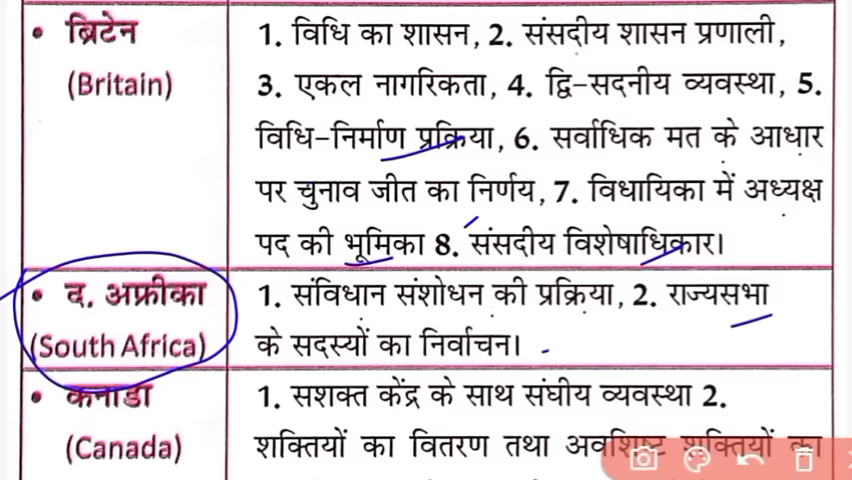 • ब्रिटेन
(Britain)
1. विधि का शासन, 2. संसदीय शासन प्रणाली,
3. एकल नागरिकता, 4. द्वि-सदनीय व्यवस्था, 5.
विधि-निर्माण प्रक्रिया, 6. सर्वाधिक मत के आधार
पर चुनाव जीत का निर्णय, 7. विधायिका में अध्यक्ष
पद की भूमिका 8. संसदीय विशेषाधिकार।
• द. अफ्रीका
(South Africa)
1. संविधान संशोधन की प्रक्रिया, 2. राज्यसभा
के सदस्यों का निर्वाचन।
• कनाडा
(Canada)
1. सशक्त केंद्र के साथ संघीय व्यवस्था 2.
शक्तियों का वितरण तथा अवशिष्ट शक्तियों का